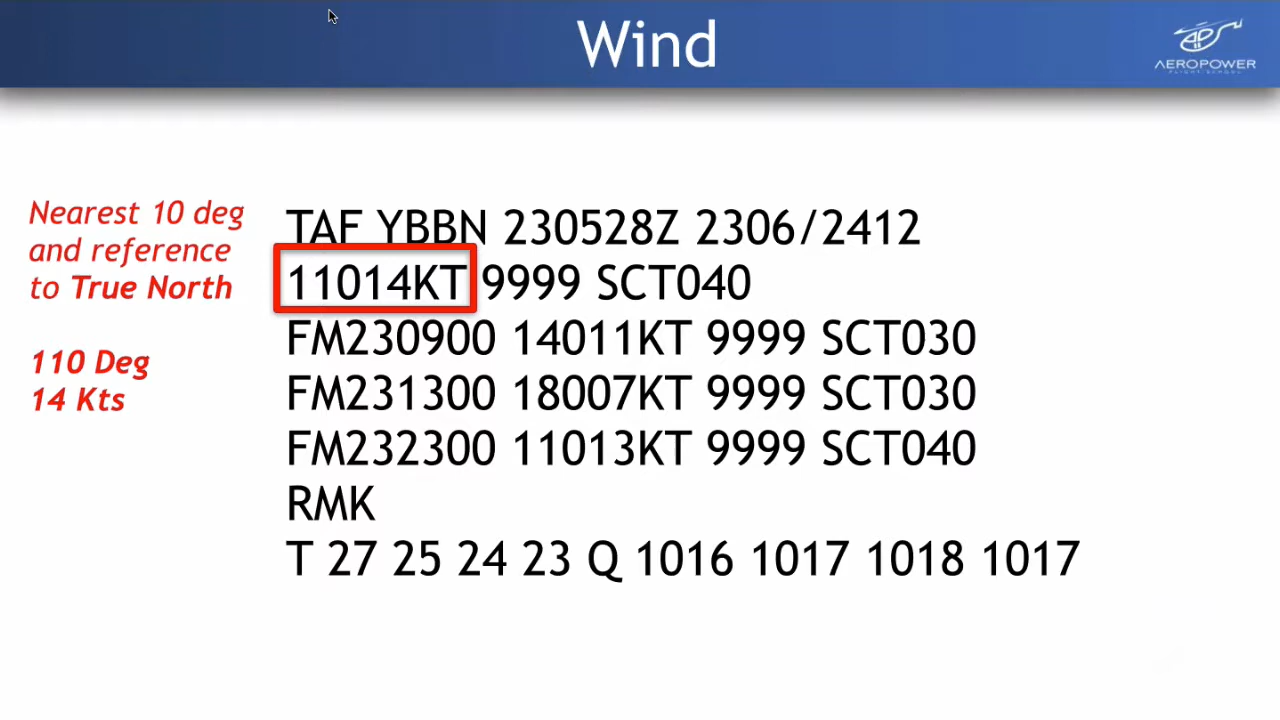 Wind
AEROPOWER
FLIGHT SCHOOL
Nearest 10 deg
and reference
to True North
110 Deg
14 Kts
TAF YBBN 230528Z 2306/2412
11014KT 9999 SCT040
FM230900 14011KT 9999 SCT030
FM231300 18007KT 9999 SCT030
FM232300 11013KT 9999 SCT040
RMK
T 27 25 24 23 Q 1016 1017 1018 1017